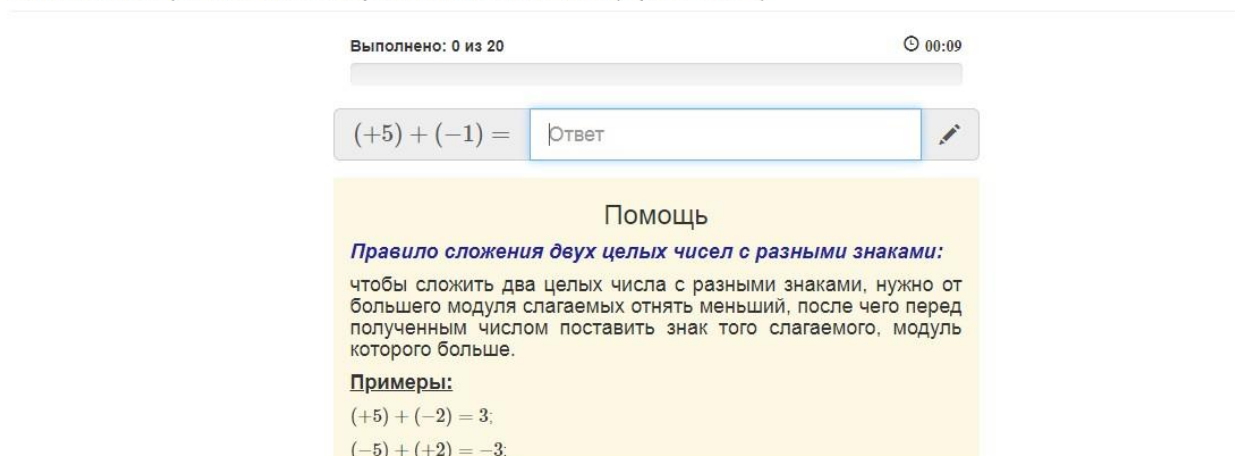 Выполнено: 0 из 20
00:09
(+5) + (−1) =
Ответ
Помощь
Правило сложения двух целых чисел с разными знаками:
чтобы сложить два целых числа с разными знаками, нужно от
большего модуля слагаемых отнять меньший, после чего перед
полученным числом поставить знак того слагаемого, модуль
которого больше.
Примеры:
(+5) + (−2) = 3;
(−5) + (+2) = −3;